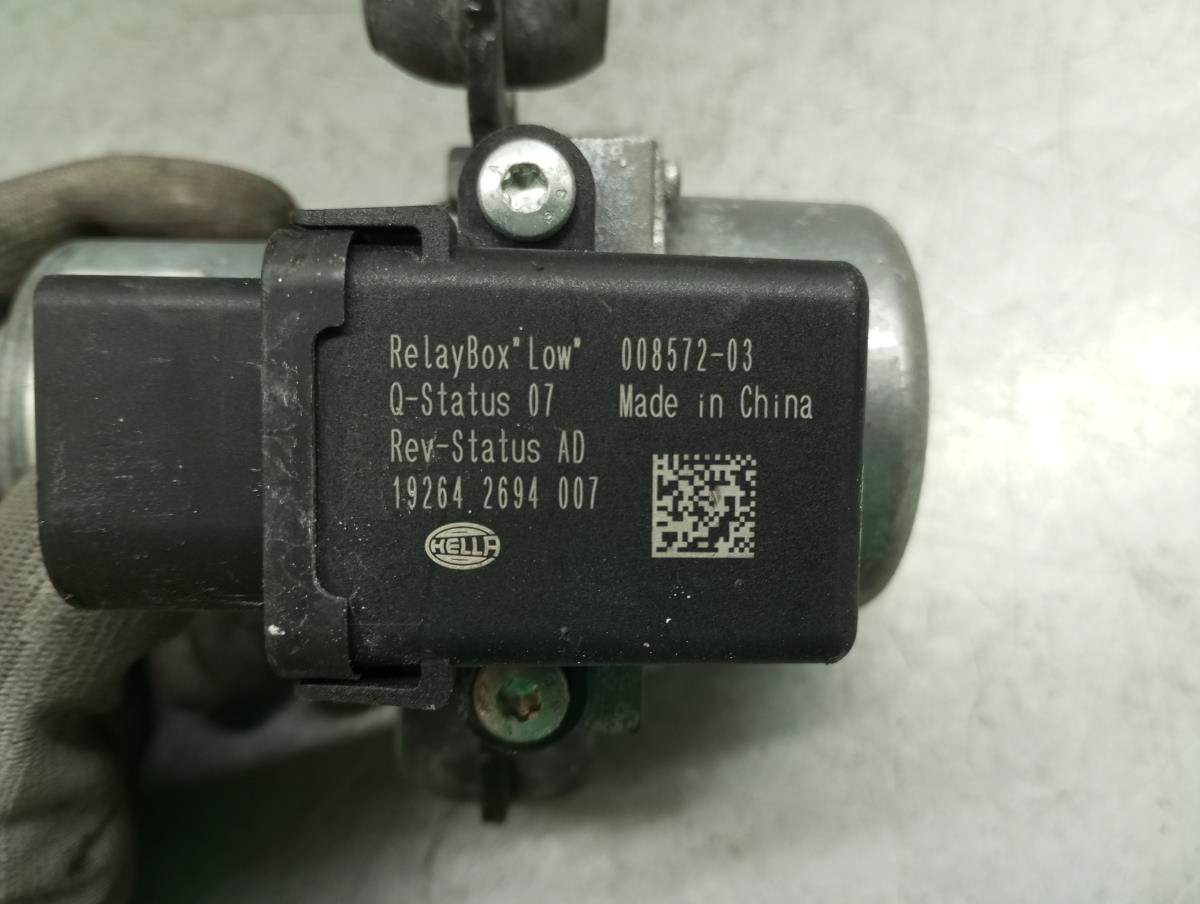 RelayBox"Low" 008572-03
Q-Status 07 Made in China
Rev-Status AD
19264 2694 007
HELLA